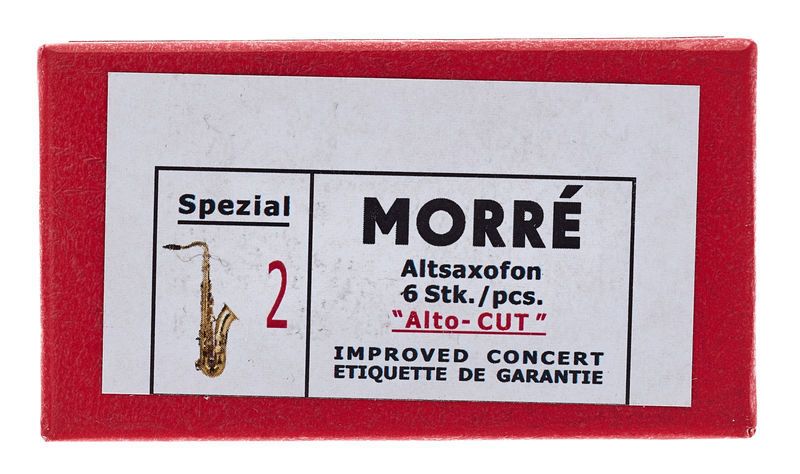 Spezial
2
MORRÉ
Altsaxofon
6 Stk./pcs.
"Alto-CUT"
IMPROVED CONCERT
ETIQUETTE DE GARANTIE